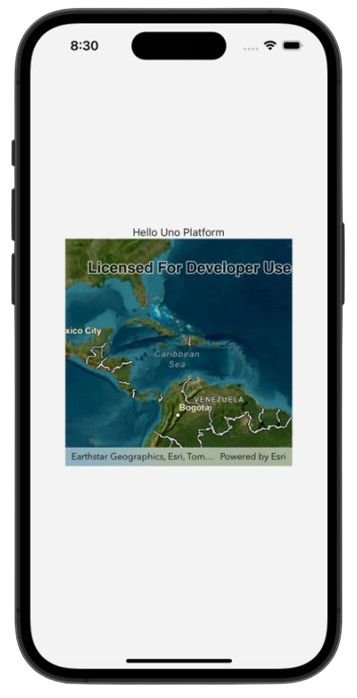 8:30
Hello Uno Platform
Licensed For Developer Use
xico City
Caribbean
Sea
VENEZUELA
Bogota
Earthstar Geographics, Esri, Tom... Powered by Esri